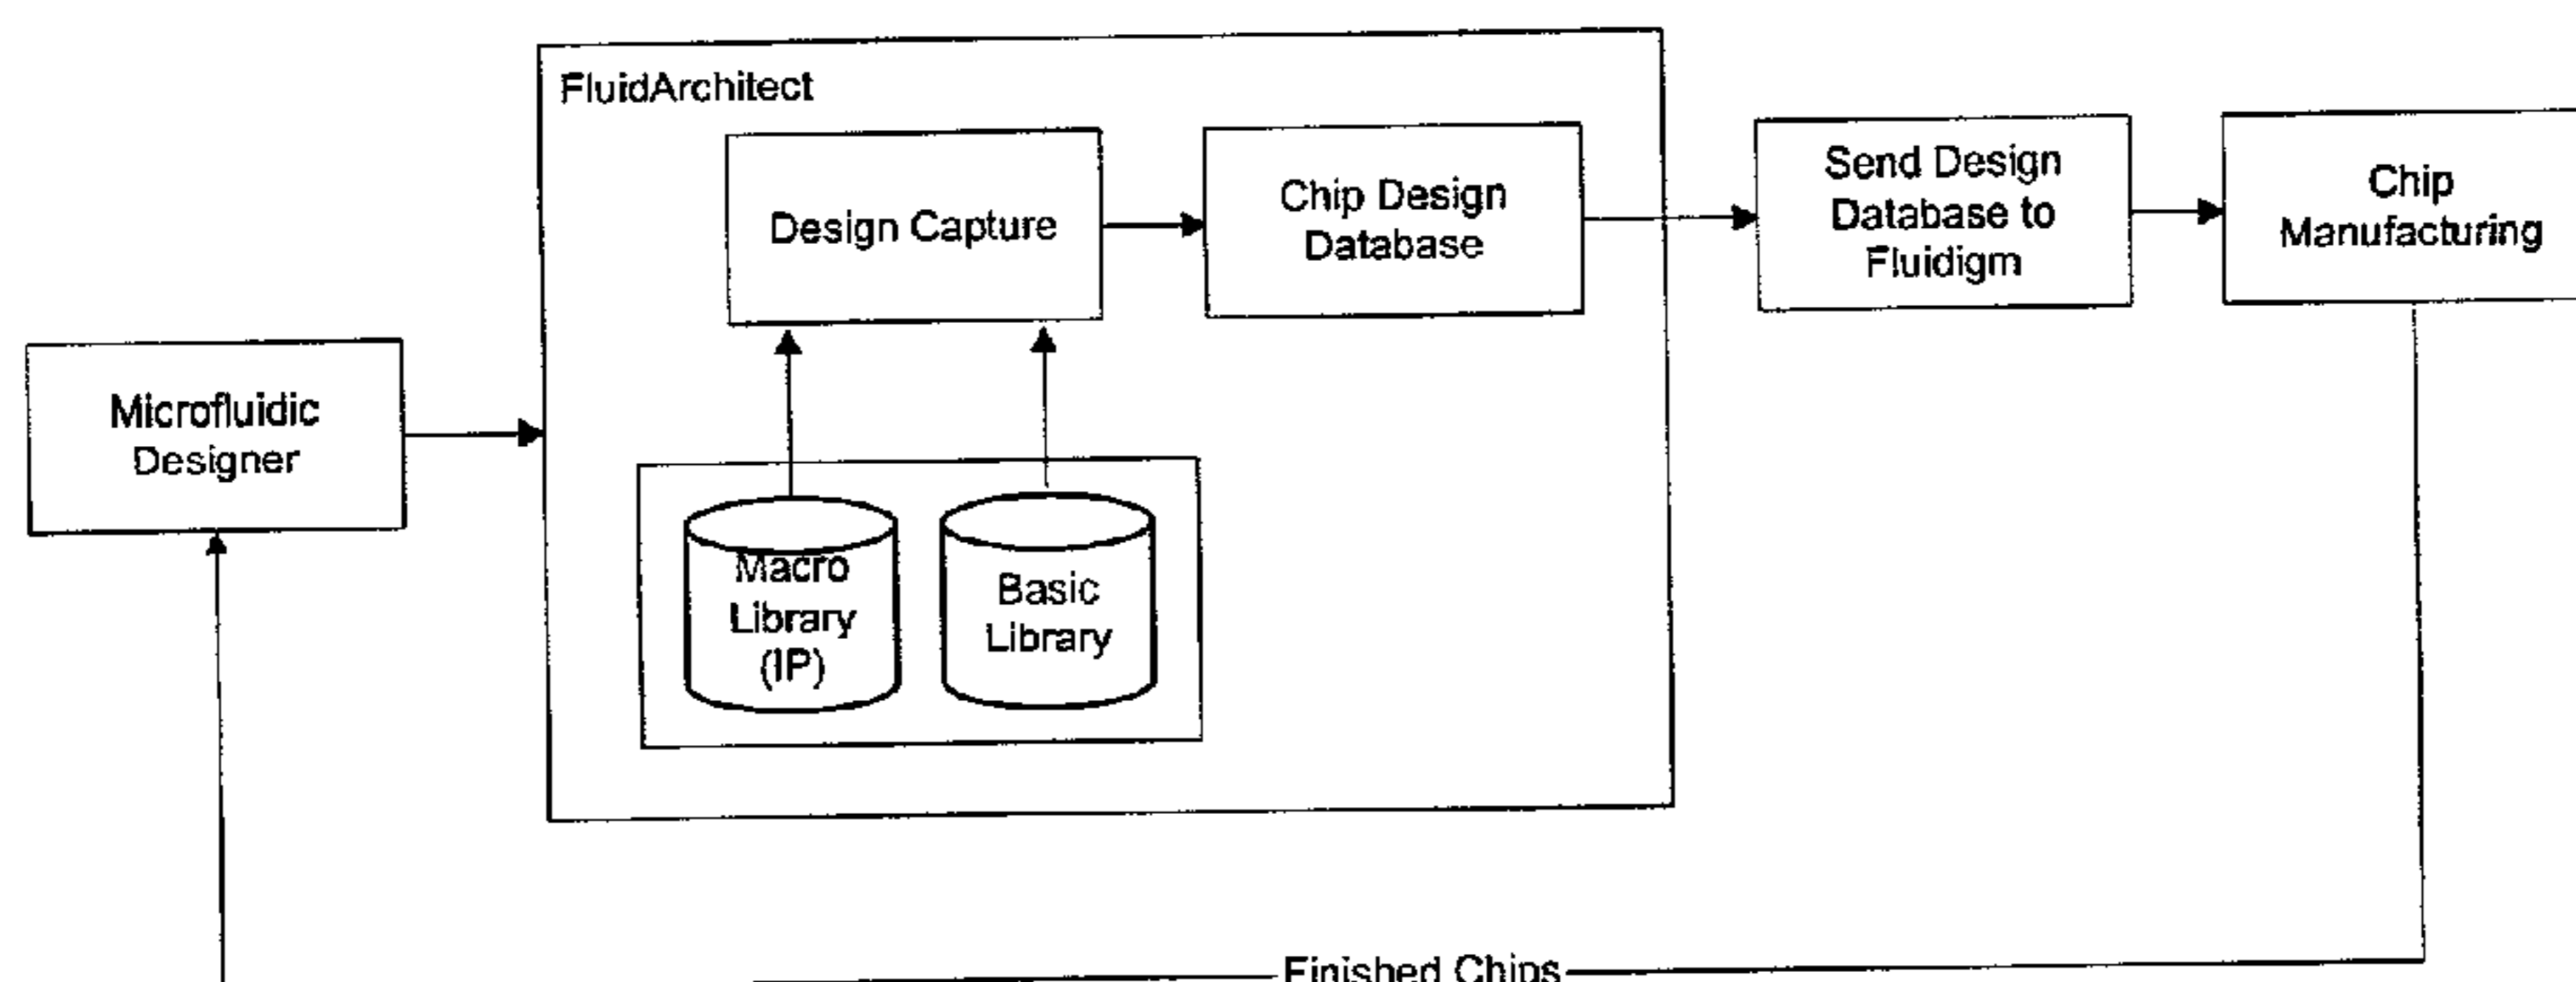 FluidArchitect
Design Capture
Chip Design
Database
Send Design
Database to
Fluidigm
Chip
Manufacturing
Microfluidic
Designer
Macro
Library
(IP)
Basic
Library
Finished Chips